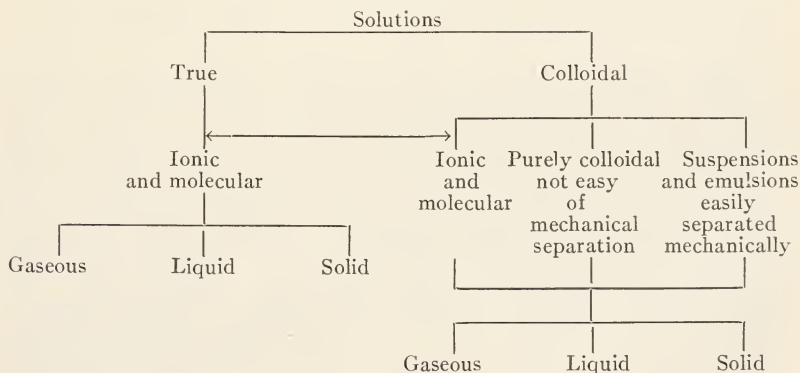 Solutions
True
Colloidal
Ionic
and molecular
Ionic
and
molecular
Purely colloidal
not easy
of
mechanical
separation
Suspensions
and emulsions
easily
separated
mechanically
Gaseous
Liquid
Solid
Gaseous
Liquid
Solid